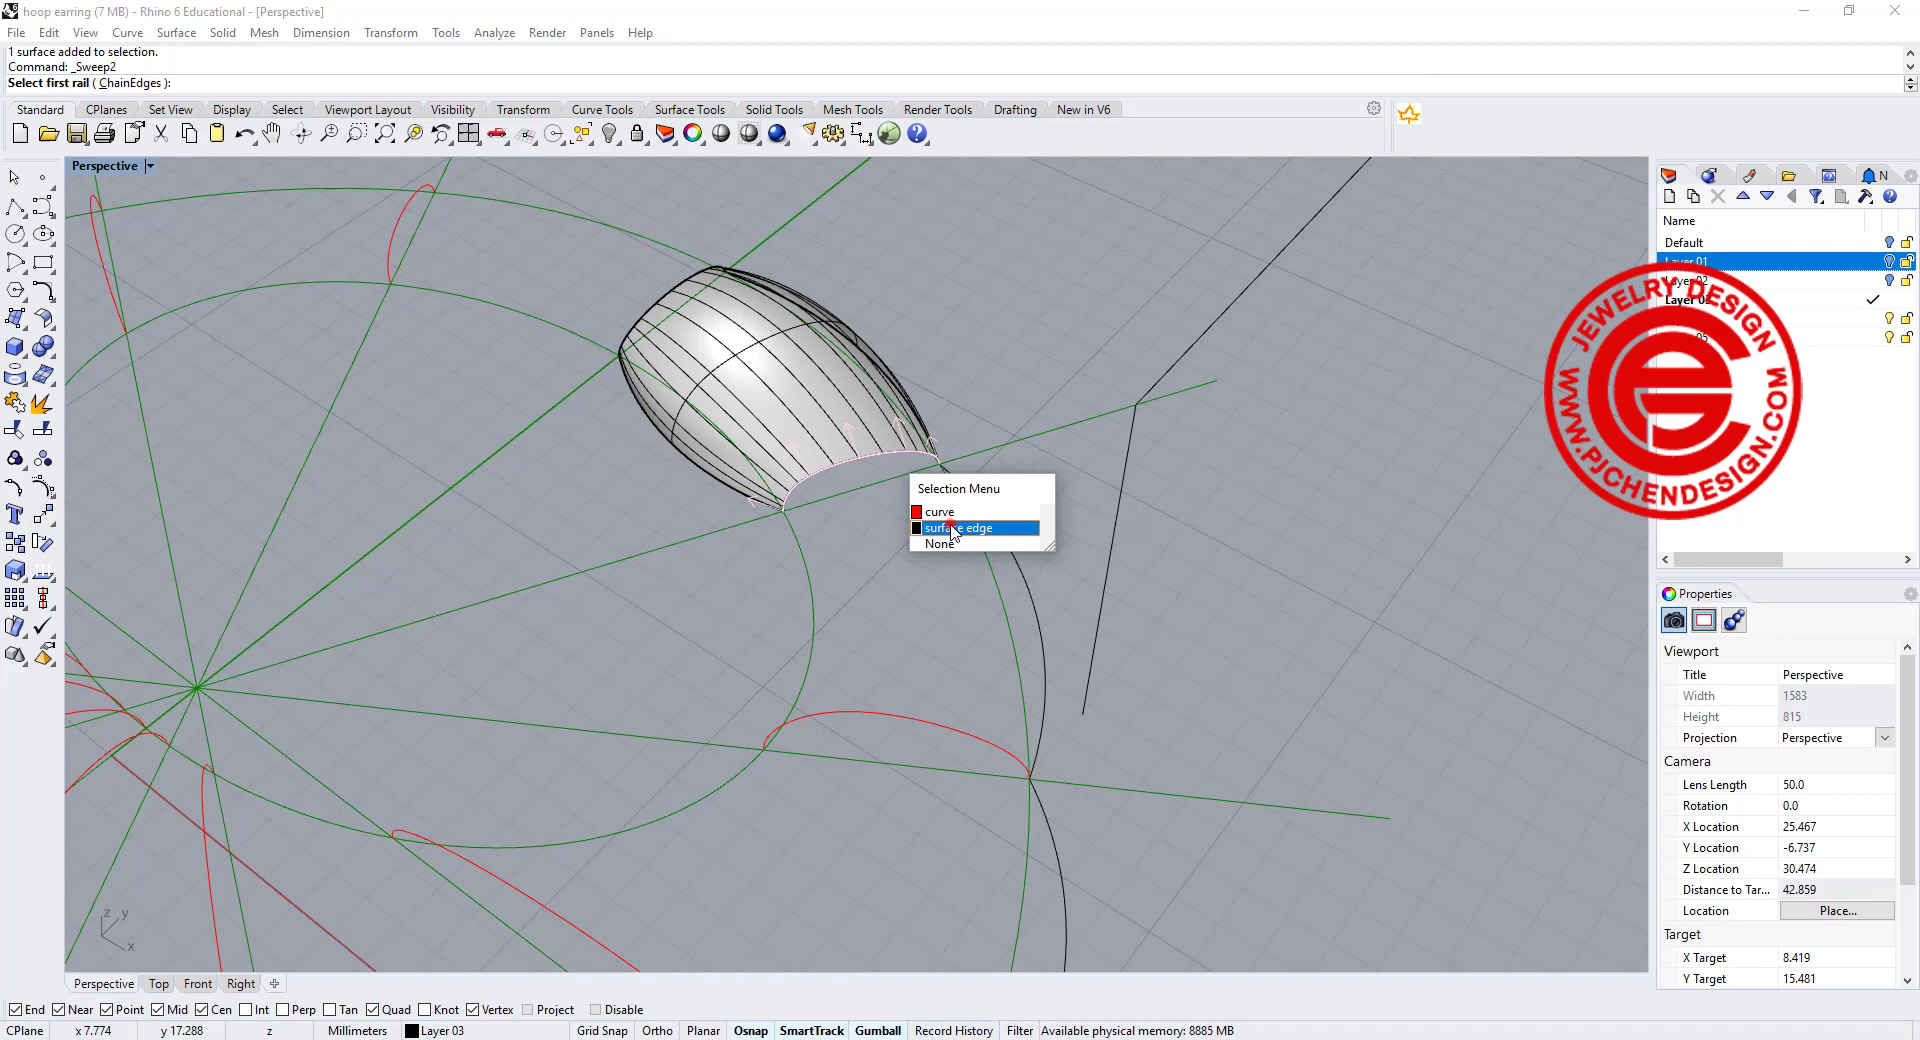 hoop earring (7 MB) - Rhino 6 Educational - [Perspective]
File Edit View Curve Surface Solid Mesh Dimension Transform Tools Analyze Render Panels Help
1 surface added to selection.
Command: _Sweep2
Select first rail ( ChainEdges ):
Standard CPlanes Set View Display Select Viewport Layout Visibility Transform Curve Tools Surface Tools Solid Tools Mesh Tools Render Tools Drafting New in V6
Perspective
N
Name
Default
Layer 01
Layer 02
Layer 03
05
JEWELRY DESIGN
WWW.PJCHENDESIGN.COM
Selection Menu
curve
surface edge
None
Properties
Viewport
Title Perspective
Width 1583
Height 815
Projection Perspective
Camera
Lens Length 50.0
Rotation 0.0
X Location 25.467
Y Location -6.737
Z Location 30.474
Distance to Tar... 42.859
Location Place...
Target
X Target 8.419
Y Target 15.481
z y
x
Perspective Top Front Right
End Near Point Mid Cen Int Perp Tan Quad Knot Vertex Project Disable
CPlane x 7.774 y 17.288 z Millimeters Layer 03 Grid Snap Ortho Planar Osnap SmartTrack Gumball Record History Filter Available physical memory: 8885 MB